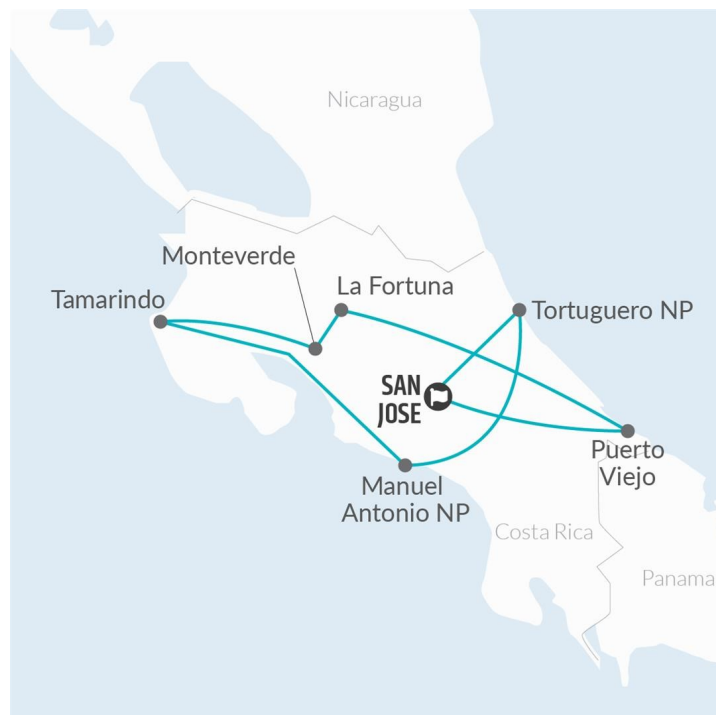 Nicaragua
Monteverde
La Fortuna
Tamarindo
Tortuguero NP
SAN
JOSE
Puerto
Viejo
Manuel
Antonio NP
Costa Rica
Panama